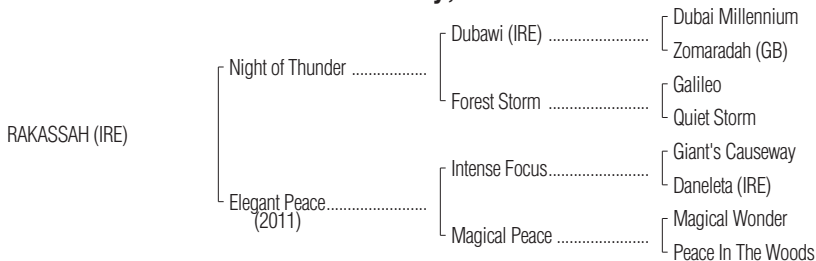 Dubai Millennium
Dubawi (IRE) ........................
Zomaradah (GB)
Night of Thunder ..................
Galileo
Forest Storm ........................
Quiet Storm
RAKASSAH (IRE)
Giant's Causeway
Intense Focus........................
Daneleta (IRE)
Elegant Peace........................
(2011)
Magical Wonder
Magical Peace ......................
Peace In The Woods